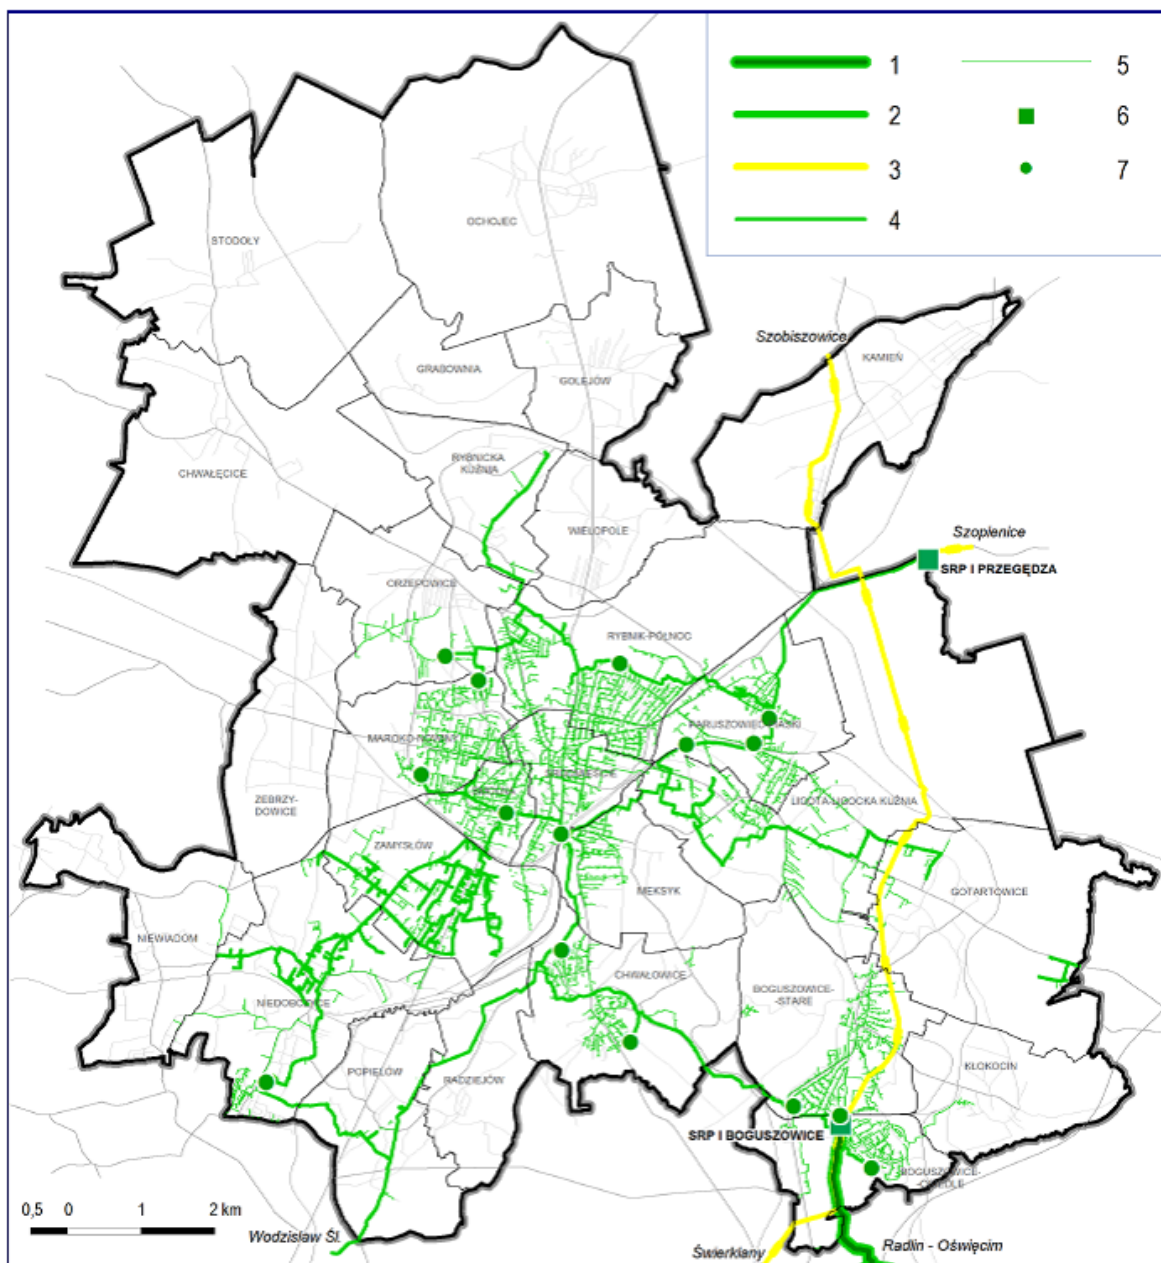 1
5
2
6
3
7
4
OCHOJEC
STODOŁY
Szobiszowice
KAMIEŃ
GRABOWNIA
GOLEJÓW
RYBNICKA
KUŹNIA
CHWAŁĘCICE
WIELOPOLE
Szopienice
SRP I PRZEGĘDZA
ORZEPOWICE
RYBNIK-PÓŁNOC
PARUSZOWIEC-PIASKI
MAROKO-NOWINY
ŚRÓDMIEŚCIE
ZEBRZY-
DOWICE
LIGOTA-LIGOCKA KUŹNIA
ZAMYSŁÓW
MEKSYK
GOTARTOWICE
NIEWIADOM
CHWAŁOWICE
BOGUSZOWICE-
-STARE
NIEDOBCZYCE
POPIELÓW
RADZIEJÓW
KŁOKOCIN
SRP I BOGUSZOWICE
BOGUSZOWICE-
-OSIEDLE
0,5 0 1 2 km
Wodzisław Śl.
Świerklany
Radlin - Oświęcim